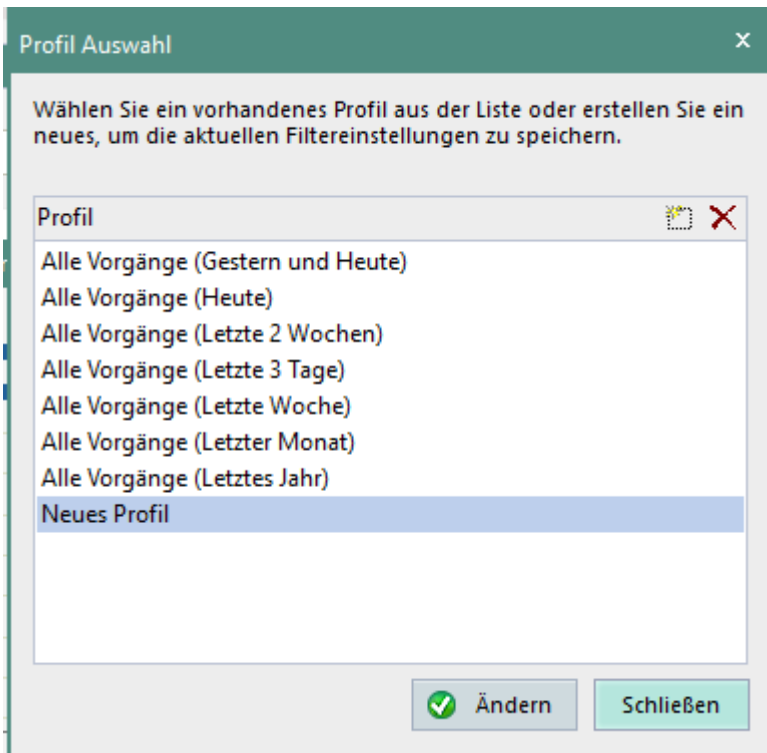 Profil Auswahl
Wählen Sie ein vorhandenes Profil aus der Liste oder erstellen Sie ein
neues, um die aktuellen Filtereinstellungen zu speichern.
Profil
Alle Vorgänge (Gestern und Heute)
Alle Vorgänge (Heute)
Alle Vorgänge (Letzte 2 Wochen)
Alle Vorgänge (Letzte 3 Tage)
Alle Vorgänge (Letzte Woche)
Alle Vorgänge (Letzter Monat)
Alle Vorgänge (Letztes Jahr)
Neues Profil
Ändern Schließen